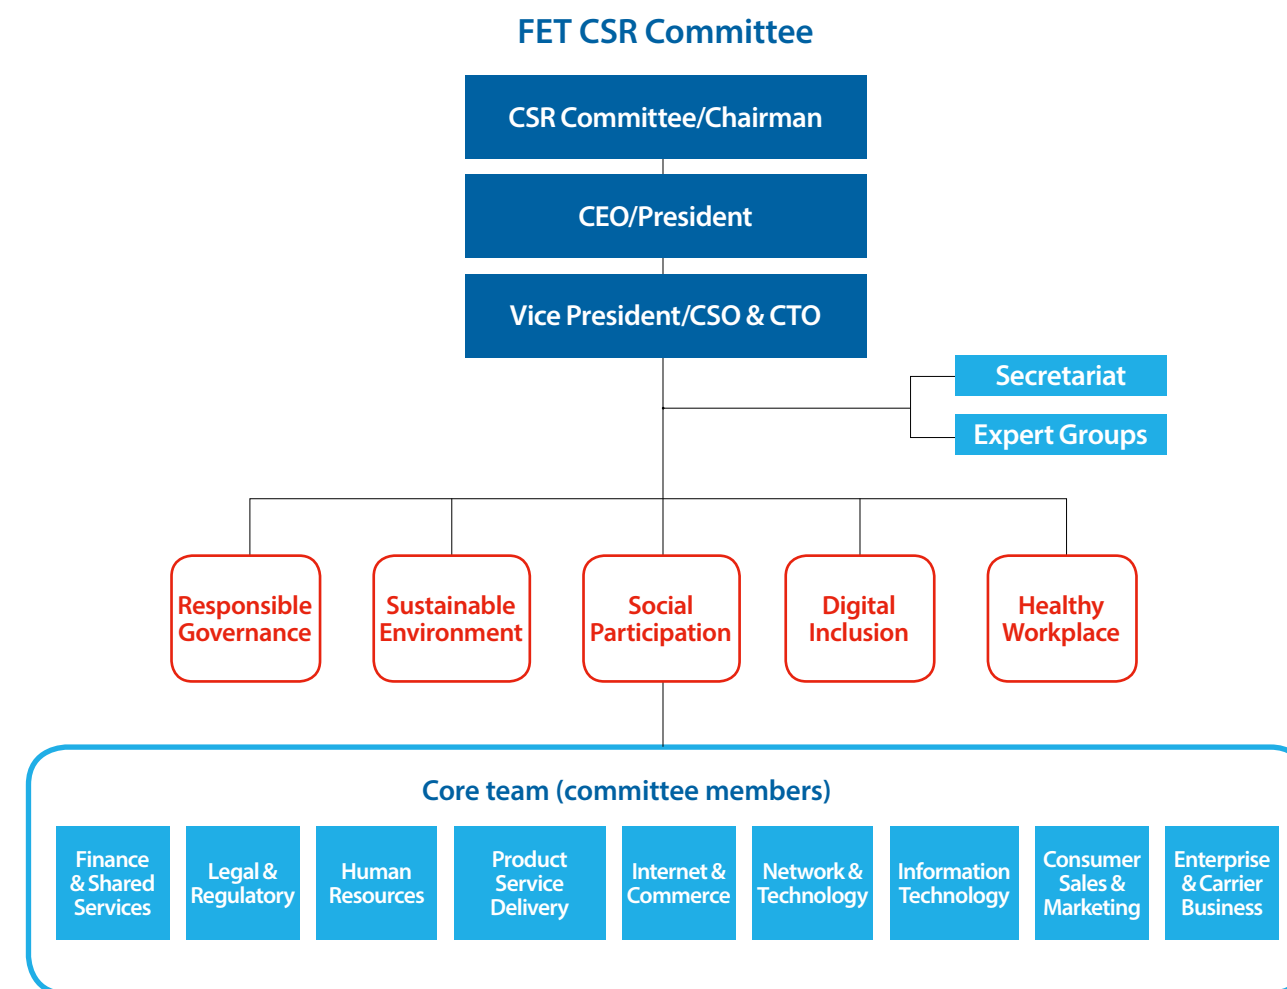 FET CSR Committee
CSR Committee/Chairman
CEO/President
Vice President/CSO & CTO
Secretariat
Expert Groups
Responsible
Governance
Sustainable
Environment
Social
Participation
Digital
Inclusion
Healthy
Workplace
Core team (committee members)
Finance
& Shared
Services
Legal &
Regulatory
Human
Resources
Product
Service
Delivery
Internet &
Commerce
Network &
Technology
Information
Technology
Consumer
Sales &
Marketing
Enterprise
& Carrier
Business